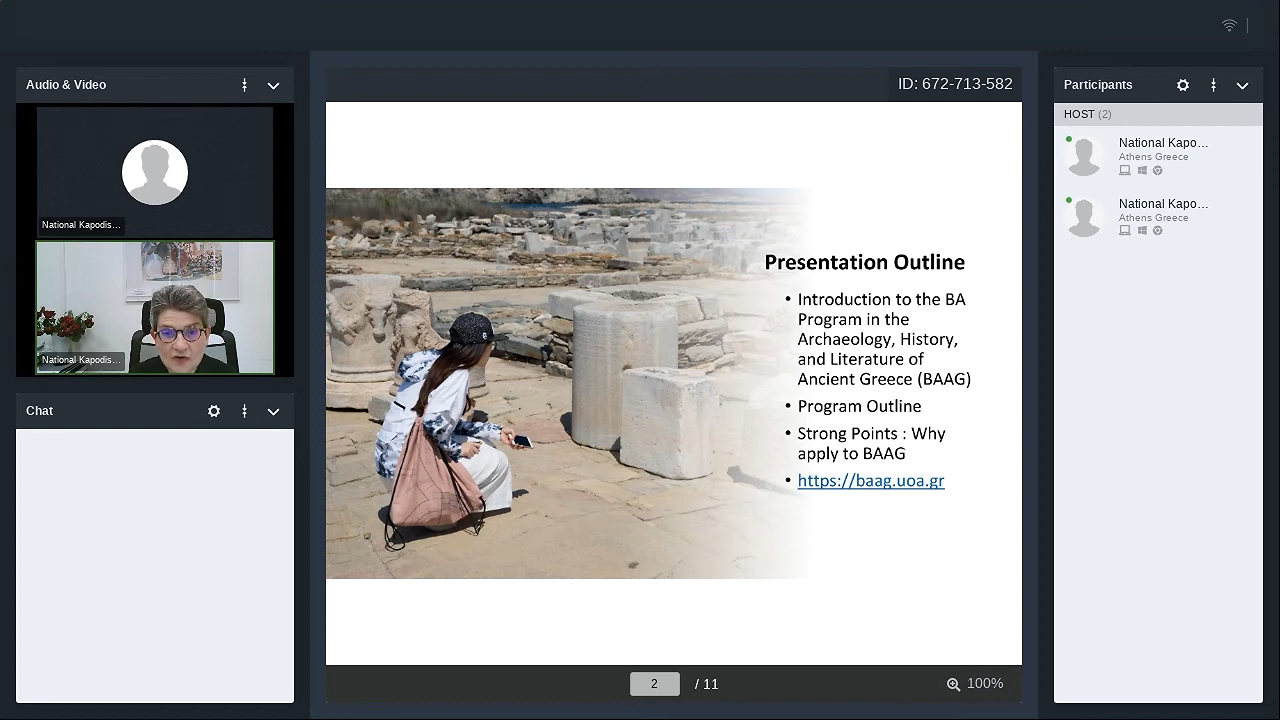 Audio & Video
National Kapodis...
National Kapodis...
Chat
ID: 672-713-582
Presentation Outline
• Introduction to the BA
Program in the
Archaeology, History,
and Literature of
Ancient Greece (BAAG)
• Program Outline
• Strong Points : Why
apply to BAAG
• https://baag.uoa.gr
2 / 11
100%
Participants
HOST (2)
National Kapo...
Athens Greece
National Kapo...
Athens Greece